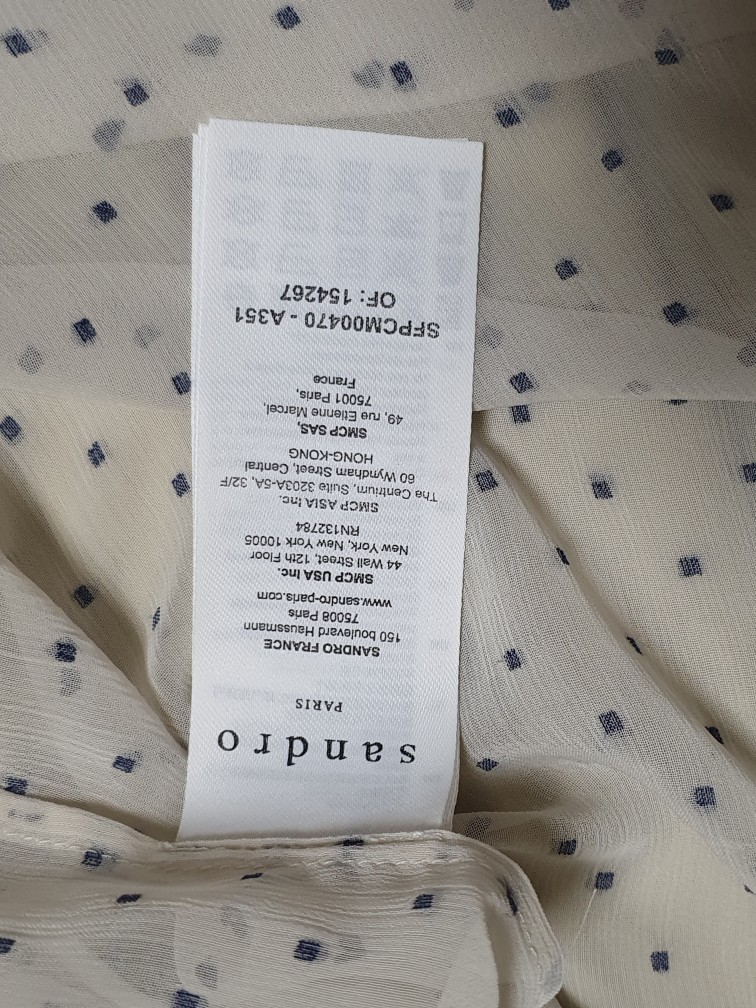 sandro
PARIS
SANDRO FRANCE
150 boulevard Haussmann
75008 Paris
www.sandro-paris.com
SMCP USA Inc.
44 Wall Street, 12th Floor
New York, New York 10005
RN132784
SMCP ASIA Inc.
Tha Centrium, Suite 3203A-5A, 32/F
60 Wyndham Street, Central
HONG-KONG
SMCP SAS,
49, rue Etienne Marcel,
75001 Paris,
France
SFPCM00470 - A351
OF: 154267